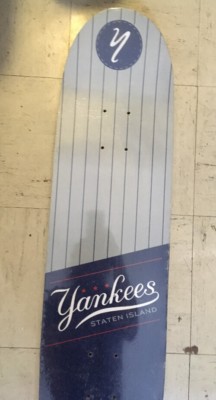 Y
Yankees
STATEN ISLAND